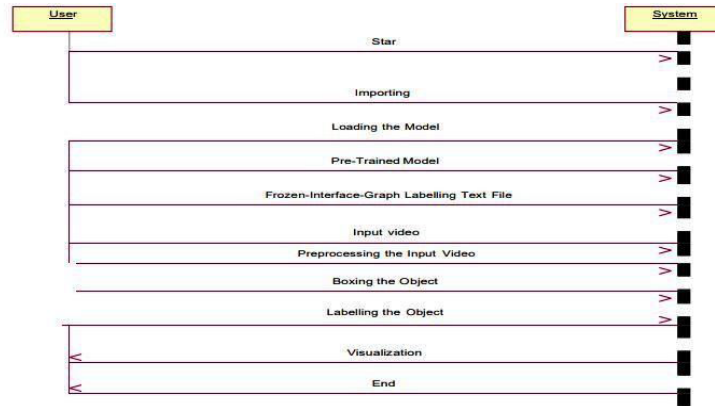 User
System
Star
Importing
Loading the Model
Pre-Trained Model
Frozen-Interface-Graph Labelling Text File
Input video
Preprocessing the Input Video
Boxing the Object
Labelling the Object
Visualization
End